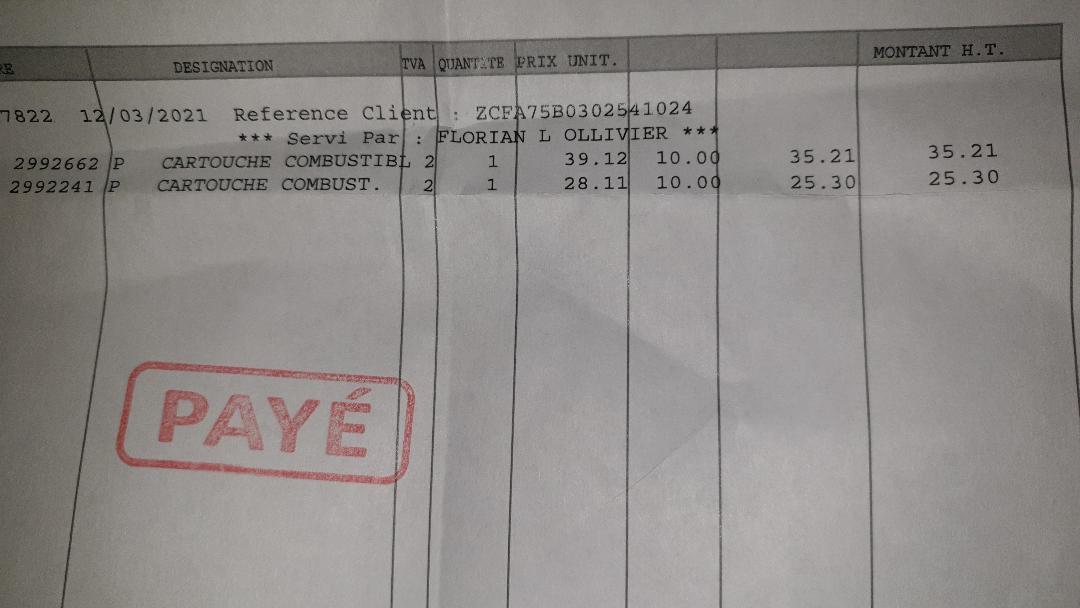 RE DESIGNATION TVA QUANTITE PRIX UNIT. MONTANT H.T.
7822 12/03/2021 Reference Client : ZCFA75B0302541024
*** Servi Par : FLORIAN L OLLIVIER ***
2992662 P CARTOUCHE COMBUSTIBL 2 1 39.12 10.00 35.21 35.21
2992241 P CARTOUCHE COMBUST. 2 1 28.11 10.00 25.30 25.30
PAYÉ